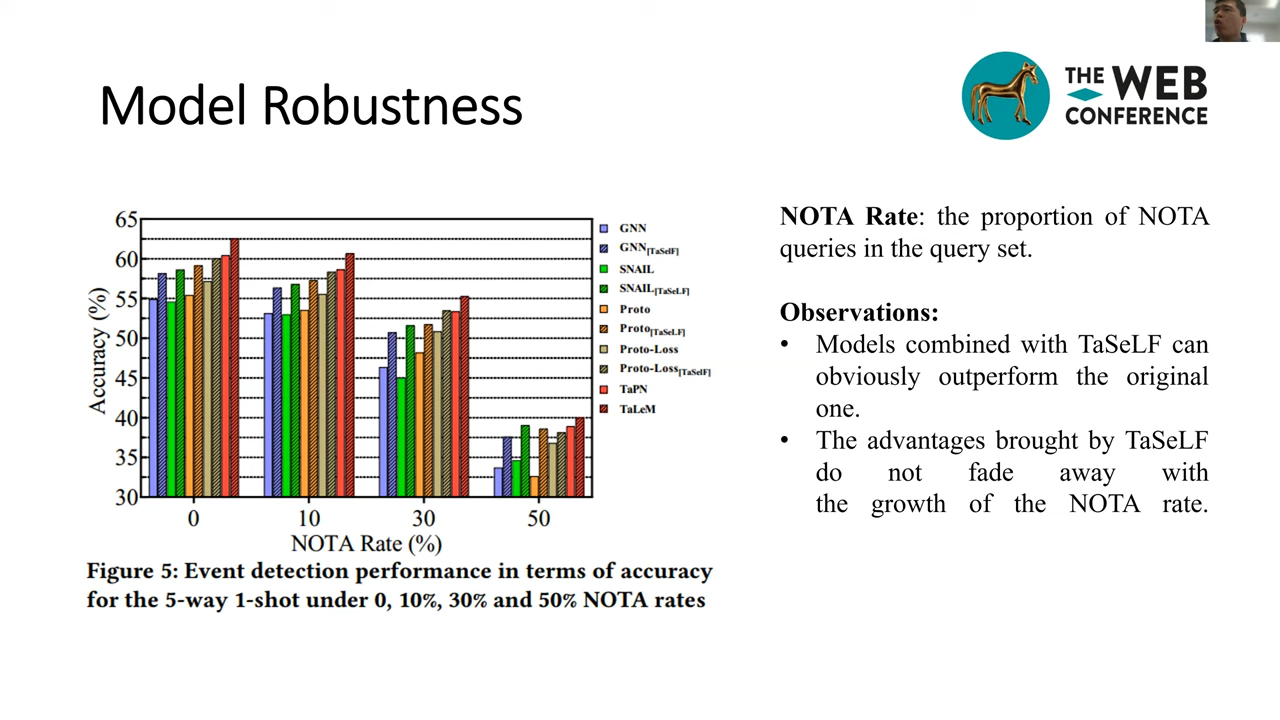 Model Robustness
THE WEB
CONFERENCE
65
60
55
50
45
40
35
30
Accuracy (%)
0 10 30 50
NOTA Rate (%)
GNN
GNN[TaSelF]
SNAIL
SNAIL[TaSeLF]
Proto
Proto[TaSeLF]
Proto-Loss
Proto-Loss[TaSelF]
TaPN
TaLeM
Figure 5: Event detection performance in terms of accuracy
for the 5-way 1-shot under 0, 10%, 30% and 50% NOTA rates
NOTA Rate: the proportion of NOTA
queries in the query set.
Observations:
• Models combined with TaSeLF can
obviously outperform the original
one.
• The advantages brought by TaSeLF
do not fade away with
the growth of the NOTA rate.